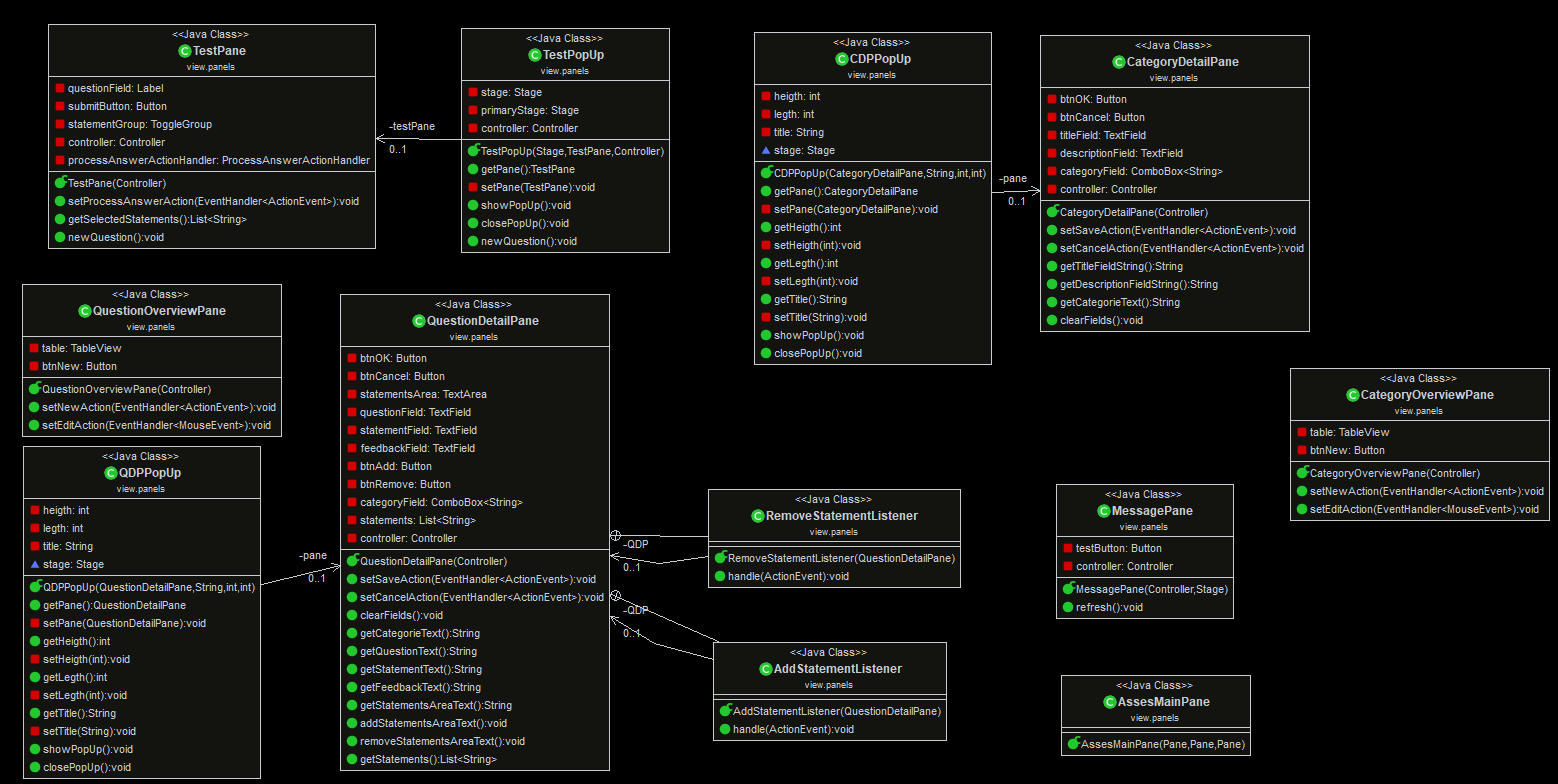 <<Java Class>>
TestPane
view.panels
questionField: Label
submitButton: Button
statementGroup: ToggleGroup
controller: Controller
processAnswerActionHandler: ProcessAnswerActionHandler
TestPane(Controller)
setProcessAnswerAction(EventHandler<ActionEvent>):void
getSelectedStatements():List<String>
newQuestion():void
-testPane
0..1
<<Java Class>>
TestPopUp
view.panels
stage: Stage
primaryStage: Stage
controller: Controller
TestPopUp(Stage,TestPane,Controller)
getPane():TestPane
setPane(TestPane):void
showPopUp():void
closePopUp():void
newQuestion():void
<<Java Class>>
CDPPopUp
view.panels
heigth: int
legth: int
title: String
stage: Stage
CDPPopUp(CategoryDetailPane,String,int,int)
getPane():CategoryDetailPane
setPane(CategoryDetailPane):void
getHeigth():int
setHeigth(int):void
getLegth():int
setLegth(int):void
getTitle():String
setTitle(String):void
showPopUp():void
closePopUp():void
-pane
0..1
<<Java Class>>
CategoryDetailPane
view.panels
btnOK: Button
btnCancel: Button
titleField: TextField
descriptionField: TextField
categoryField: ComboBox<String>
controller: Controller
CategoryDetailPane(Controller)
setSaveAction(EventHandler<ActionEvent>):void
setCancelAction(EventHandler<ActionEvent>):void
getTitleFieldString():String
getDescriptionFieldString():String
getCategorieText():String
clearFields():void
<<Java Class>>
QuestionOverviewPane
view.panels
table: TableView
btnNew: Button
QuestionOverviewPane(Controller)
setNewAction(EventHandler<ActionEvent>):void
setEditAction(EventHandler<MouseEvent>):void
<<Java Class>>
QDPPopUp
view.panels
heigth: int
legth: int
title: String
stage: Stage
QDPPopUp(QuestionDetailPane,String,int,int)
getPane():QuestionDetailPane
setPane(QuestionDetailPane):void
getHeigth():int
setHeigth(int):void
getLegth():int
setLegth(int):void
getTitle():String
setTitle(String):void
showPopUp():void
closePopUp():void
-pane
0..1
<<Java Class>>
QuestionDetailPane
view.panels
btnOK: Button
btnCancel: Button
statementsArea: TextArea
questionField: TextField
statementField: TextField
feedbackField: TextField
btnAdd: Button
btnRemove: Button
categoryField: ComboBox<String>
statements: List<String>
controller: Controller
QuestionDetailPane(Controller)
setSaveAction(EventHandler<ActionEvent>):void
setCancelAction(EventHandler<ActionEvent>):void
clearFields():void
getCategorieText():String
getQuestionText():String
getStatementText():String
getFeedbackText():String
getStatementsAreaText():String
addStatementsAreaText():void
removeStatementsAreaText():void
getStatements():List<String>
-QDP
0..1
-QDP
0..1
<<Java Class>>
RemoveStatementListener
view.panels
RemoveStatementListener(QuestionDetailPane)
handle(ActionEvent):void
<<Java Class>>
AddStatementListener
view.panels
AddStatementListener(QuestionDetailPane)
handle(ActionEvent):void
<<Java Class>>
CategoryOverviewPane
view.panels
table: TableView
btnNew: Button
CategoryOverviewPane(Controller)
setNewAction(EventHandler<ActionEvent>):void
setEditAction(EventHandler<MouseEvent>):void
<<Java Class>>
MessagePane
view.panels
testButton: Button
controller: Controller
MessagePane(Controller,Stage)
refresh():void
<<Java Class>>
AssesMainPane
view.panels
AssesMainPane(Pane,Pane,Pane)